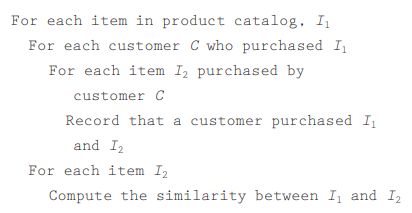 For each item in product catalog, I₁
For each customer C who purchased I₁
For each item I₂ purchased by
customer C
Record that a customer purchased I₁
and I₂
For each item I₂
Compute the similarity between I₁ and I₂